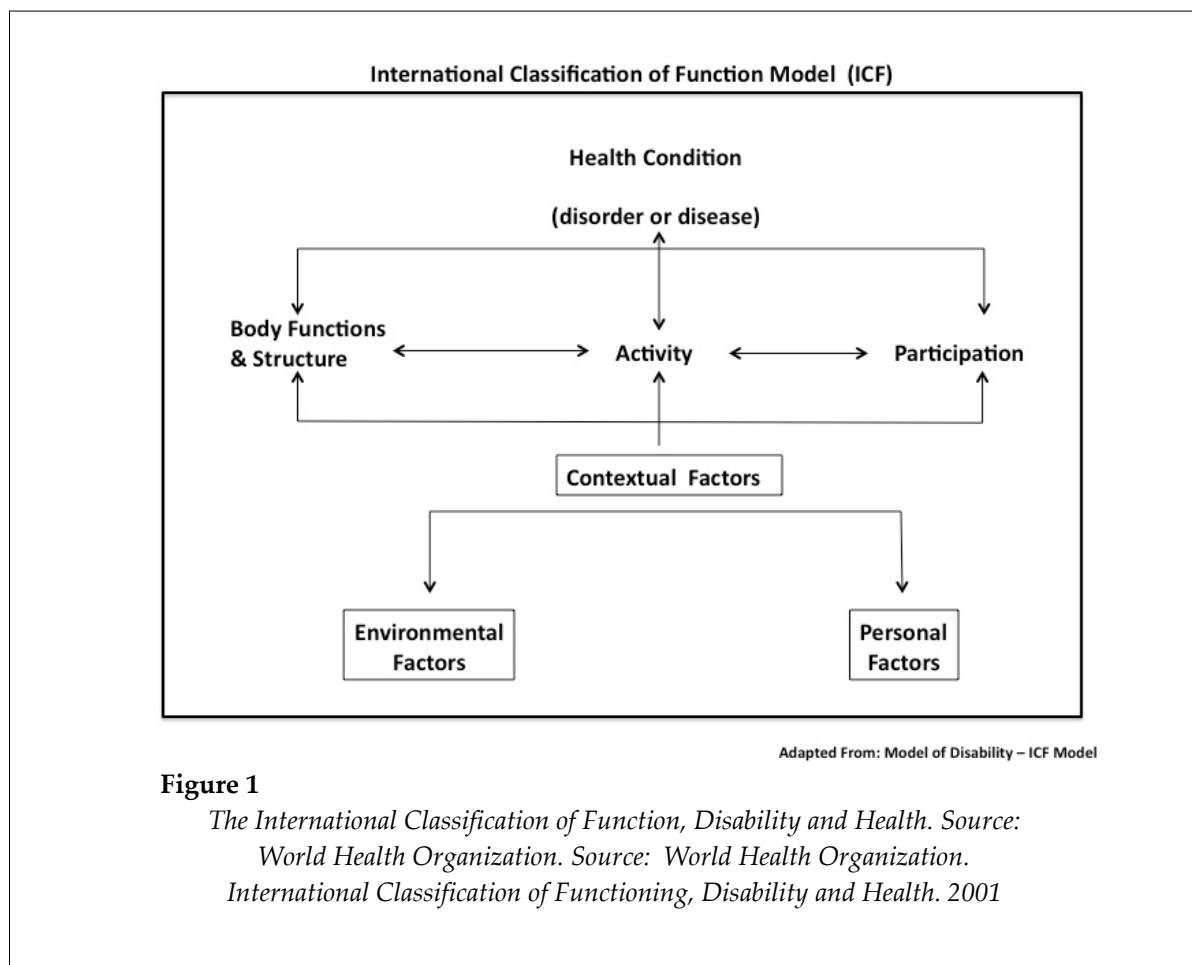 International Classification of Function Model (ICF)
Health Condition
(disorder or disease)
Body Functions
& Structure
Activity
Participation
Contextual Factors
Environmental
Factors
Personal
Factors
Adapted From: Model of Disability – ICF Model
Figure 1
The International Classification of Function, Disability and Health. Source:
World Health Organization. Source: World Health Organization.
International Classification of Functioning, Disability and Health. 2001